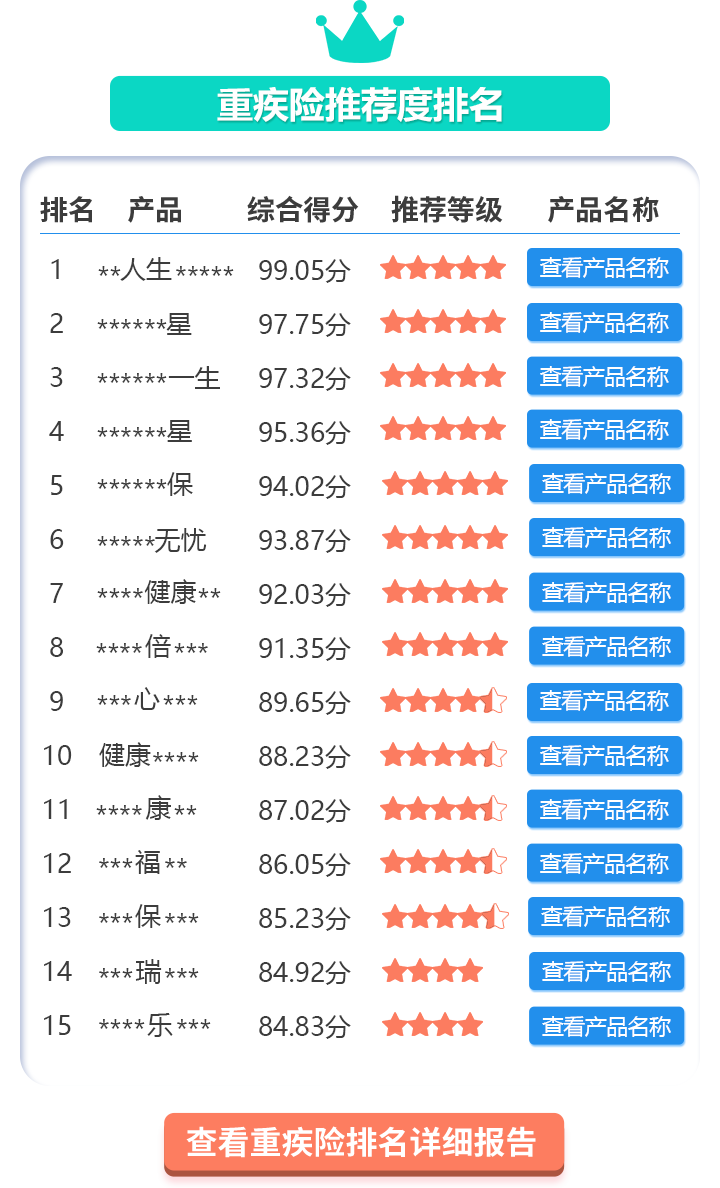 重疾险推荐度排名
排名 产品 综合得分 推荐等级 产品名称
1 **人生***** 99.05分 查看产品名称
2 ******星 97.75分 查看产品名称
3 ******一生 97.32分 查看产品名称
4 ******星 95.36分 查看产品名称
5 ******保 94.02分 查看产品名称
6 *****无忧 93.87分 查看产品名称
7 ****健康** 92.03分 查看产品名称
8 ****倍*** 91.35分 查看产品名称
9 ***心*** 89.65分 查看产品名称
10 健康**** 88.23分 查看产品名称
11 ****康** 87.02分 查看产品名称
12 ***福** 86.05分 查看产品名称
13 ***保*** 85.23分 查看产品名称
14 ***瑞*** 84.92分 查看产品名称
15 ****乐*** 84.83分 查看产品名称
查看重疾险排名详细报告